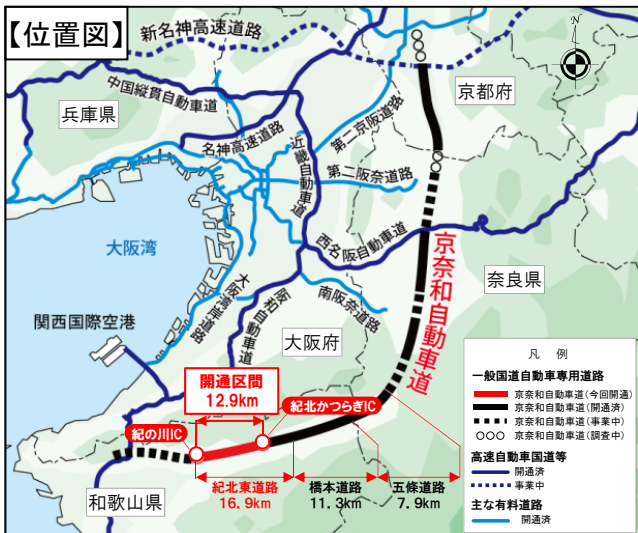 【位置図】
新名神高速道路
N
中国縦貫自動車道
兵庫県
京都府
名神高速道路
第一京阪道路
近畿自動車道
第二阪奈道路
西名阪自動車道
京奈和自動車道
奈良県
大阪湾
大阪湾岸道路
阪和自動車道
南阪奈道路
関西国際空港
大阪府
開通区間
12.9km
紀北かつらぎIC
紀の川IC
和歌山県
紀北東道路
16.9km
橋本道路
11.3km
五條道路
7.9km
凡 例
一般国道自動車専用道路
京奈和自動車道(今回開通)
京奈和自動車道(開通済)
京奈和自動車道(事業中)
京奈和自動車道(調査中)
高速自動車国道等
開通済
事業中
主な有料道路
開通済